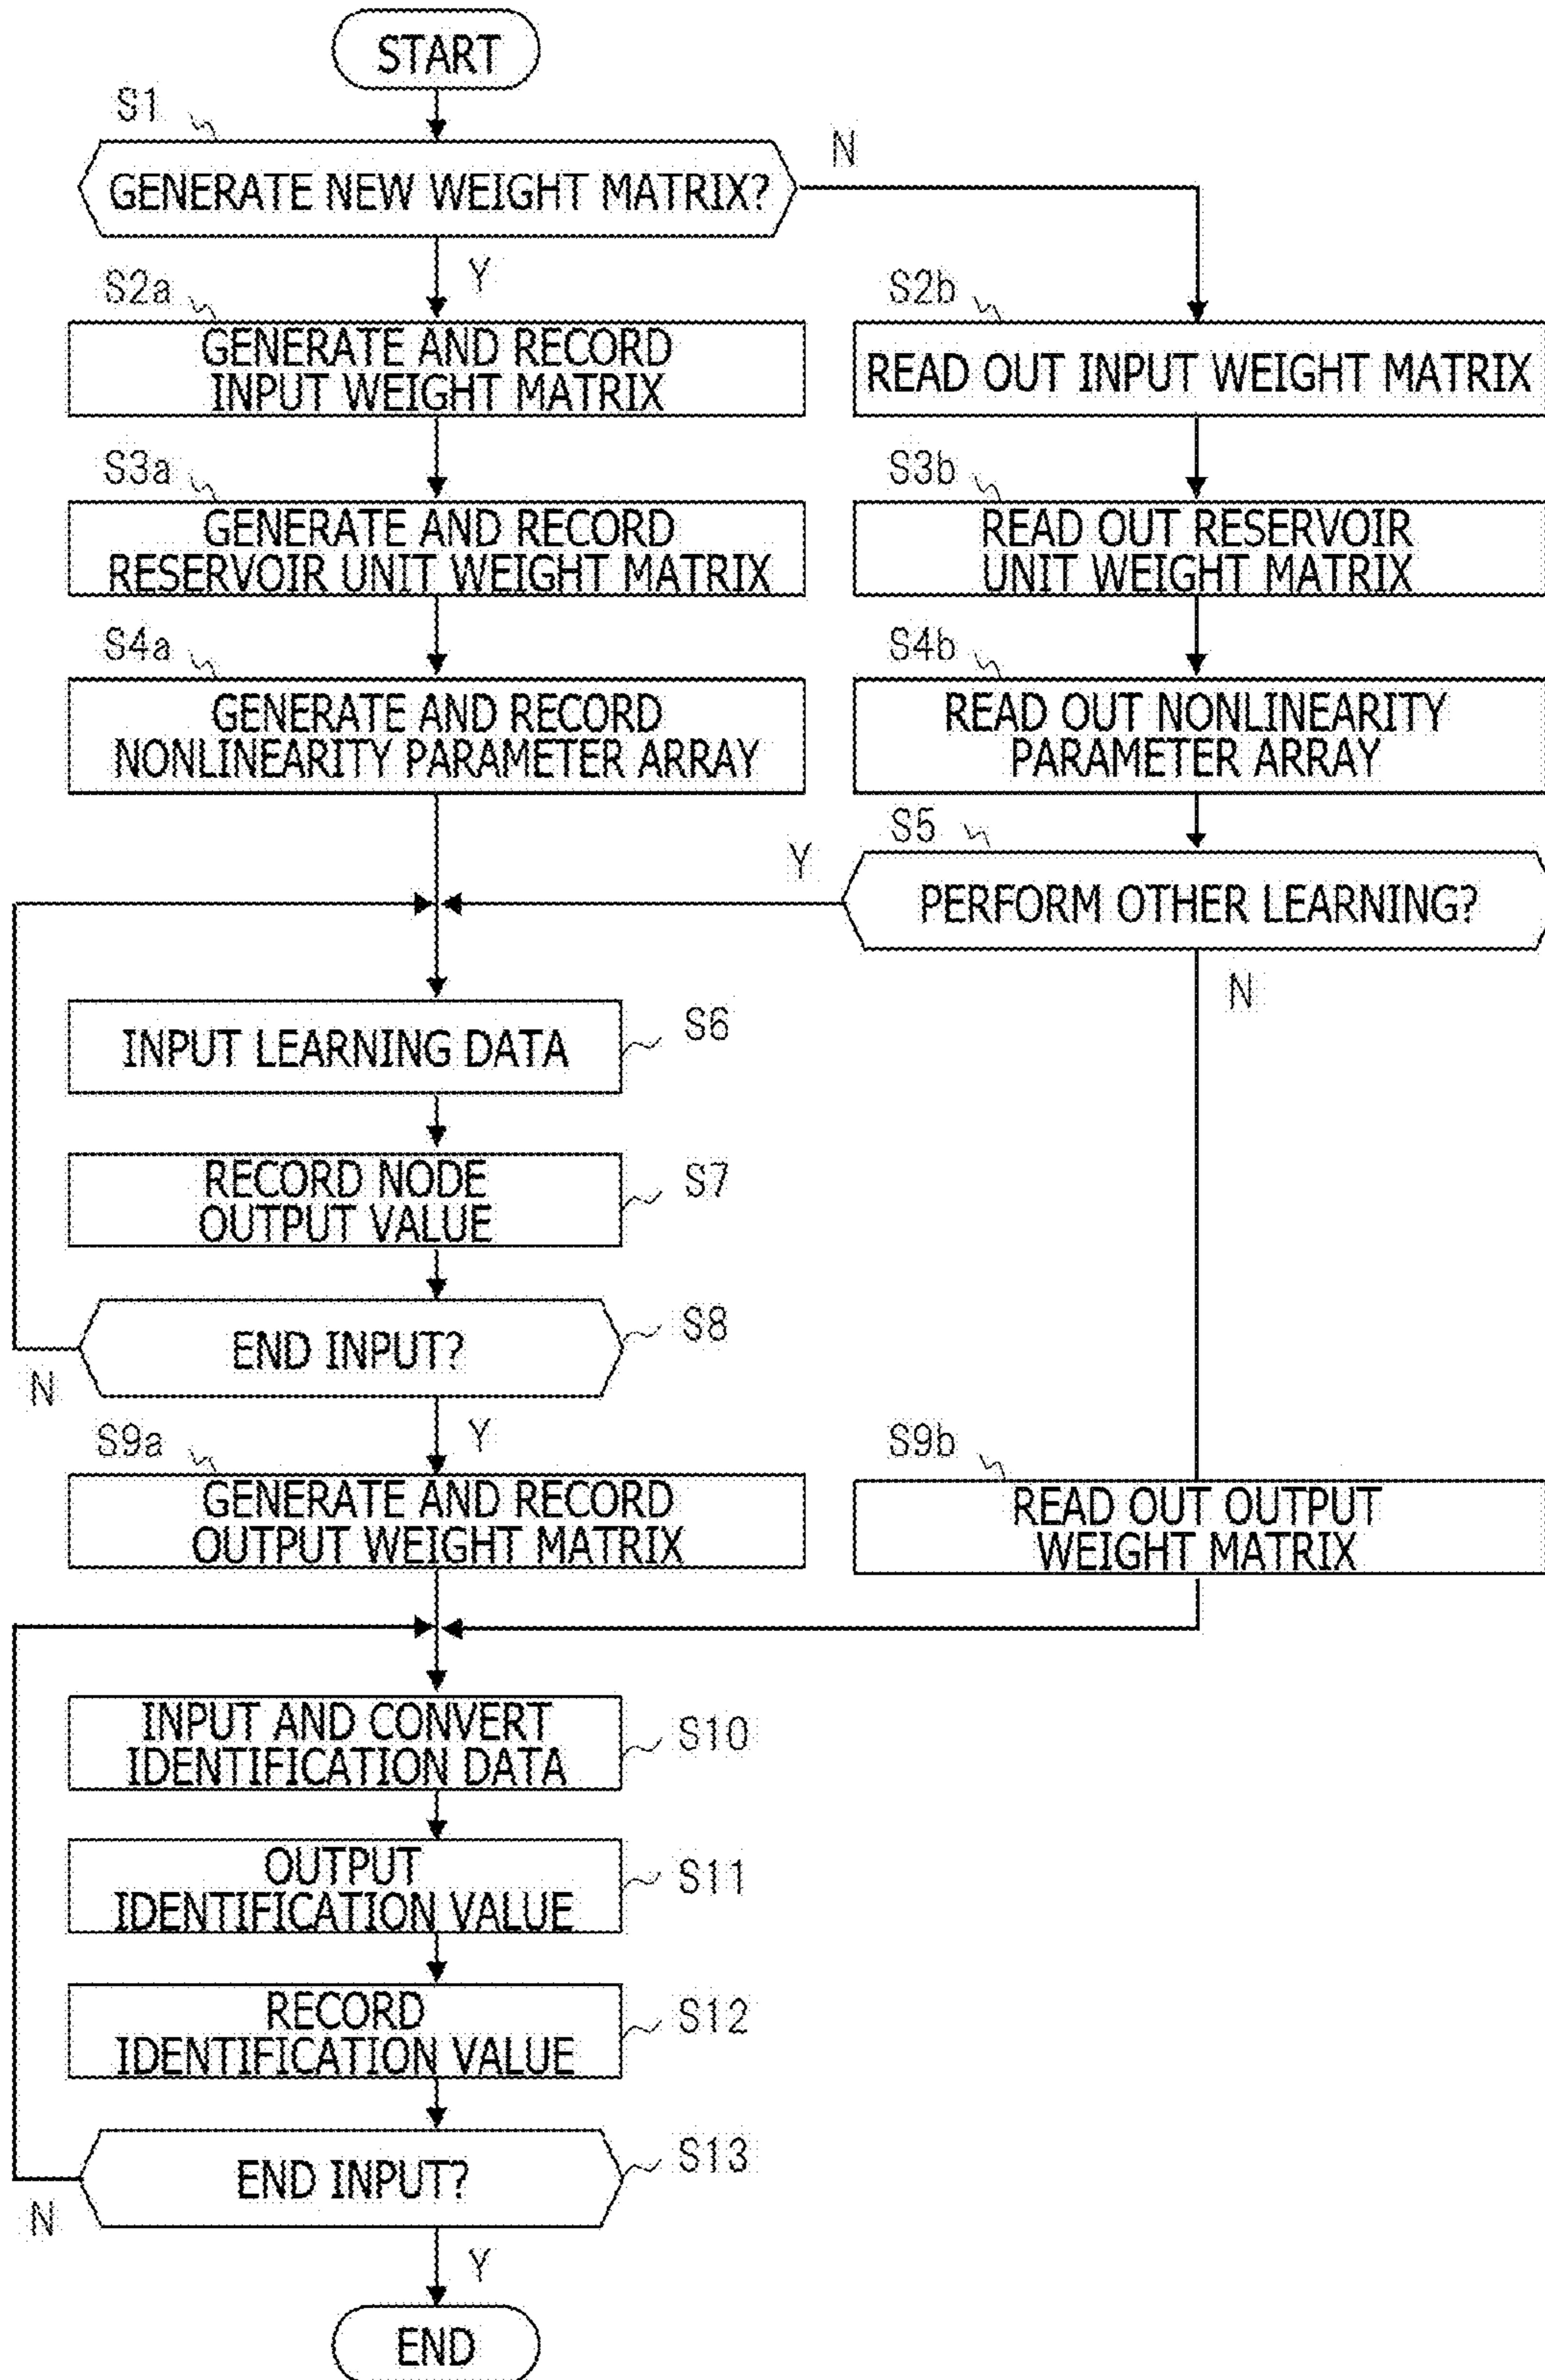 START
S1
GENERATE NEW WEIGHT MATRIX?
N
Y
S2a
GENERATE AND RECORD
INPUT WEIGHT MATRIX
S2b
READ OUT INPUT WEIGHT MATRIX
S3a
GENERATE AND RECORD
RESERVOIR UNIT WEIGHT MATRIX
S3b
READ OUT RESERVOIR
UNIT WEIGHT MATRIX
S4a
GENERATE AND RECORD
NONLINEARITY PARAMETER ARRAY
S4b
READ OUT NONLINEARITY
PARAMETER ARRAY
S5
PERFORM OTHER LEARNING?
Y
N
INPUT LEARNING DATA
S6
RECORD NODE
OUTPUT VALUE
S7
END INPUT?
S8
N
Y
S9a
GENERATE AND RECORD
OUTPUT WEIGHT MATRIX
S9b
READ OUT OUTPUT
WEIGHT MATRIX
INPUT AND CONVERT
IDENTIFICATION DATA
S10
OUTPUT
IDENTIFICATION VALUE
S11
RECORD
IDENTIFICATION VALUE
S12
END INPUT?
S13
N
Y
END